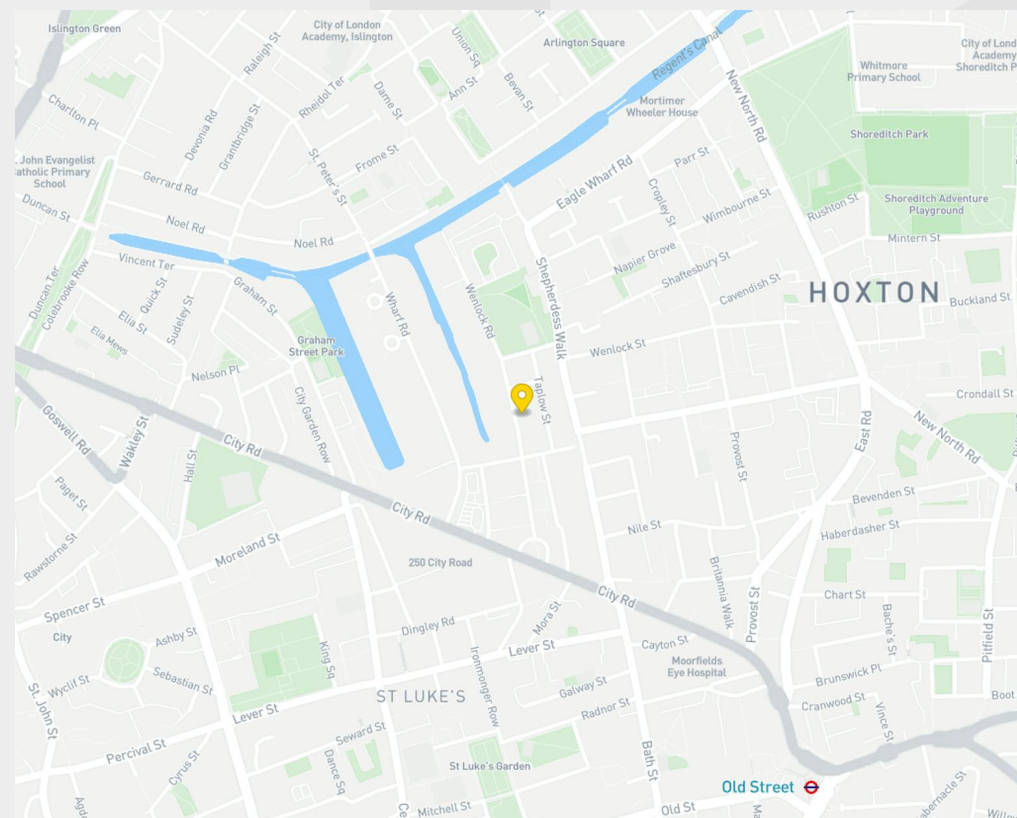 Islington Green
Raleigh St
City of London
Academy, Islington
Union Sq
Arlington Square
Regent's Canal
City of Lond
Academy
Shoreditch P
Whitmore
Primary School
Charlton Pl
Devonia Rd
Grantbridge St
Rheidol Ter
Dame St
Ann St
Bevan St
Mortimer
Wheeler House
New North Rd
Shoreditch Park
. John Evangelist
atholic Primary
School
Gerrard Rd
St. Peter's St
Frome St
Eagle Wharf Rd
Parr St
Cropley St
Wimbourne St
Rushton St
Shoreditch Adventure
Playground
Duncan St
Noel Rd
Noel Rd
Mintern St
Vincent Ter
Napier Grove
Shaftesbury St
Cavendish St
HOXTON
Buckland St
Duncan Ter
Colebrooke Row
Quick St
Sudeley St
Graham St
Wharf Rd
Wenlock Rd
Shepherdess Walk
Elia St
Elia Mews
Graham
Street Park
Wenlock St
Nelson Pl
Taplow St
Crondall St
Goswell Rd
Wakley St
City Rd
City Garden Row
East Rd
New North Rd
Hall St
Provost St
Paget St
City Rd
Bevenden St
Rawstorne St
Moreland St
Nile St
Haberdasher St
250 City Road
Britannia Walk
Spencer St
City Rd
Provost St
Chart St
Bache's St
Pitfield St
City
Ashby St
Dingley Rd
Mora St
Lever St
Cayton St
Moorfields
Eye Hospital
King Sq
Ironmonger Row
Wyclif St
Sebastian St
Brunswick Pl
ST LUKE'S
Galway St
Cranwood St
Boot
St. John St
Lever St
Radnor St
Vince St
Percival St
Seward St
Bath St
Cyrus St
Dance Sq
St Luke's Garden
Old Street
Mitchell St
Old St
Agd
Ce
Ma
abernacle St
Willo